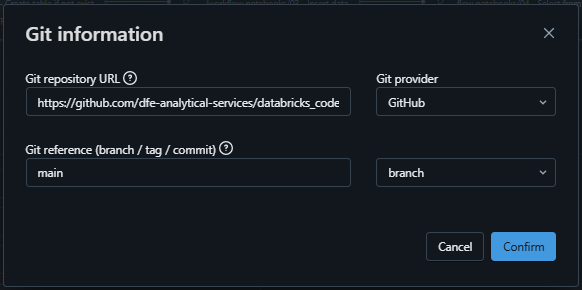 Git information
Git repository URL
Git provider
https://github.com/dfe-analytical-services/databricks_code
GitHub
Git reference (branch / tag / commit)
main
branch
Cancel
Confirm